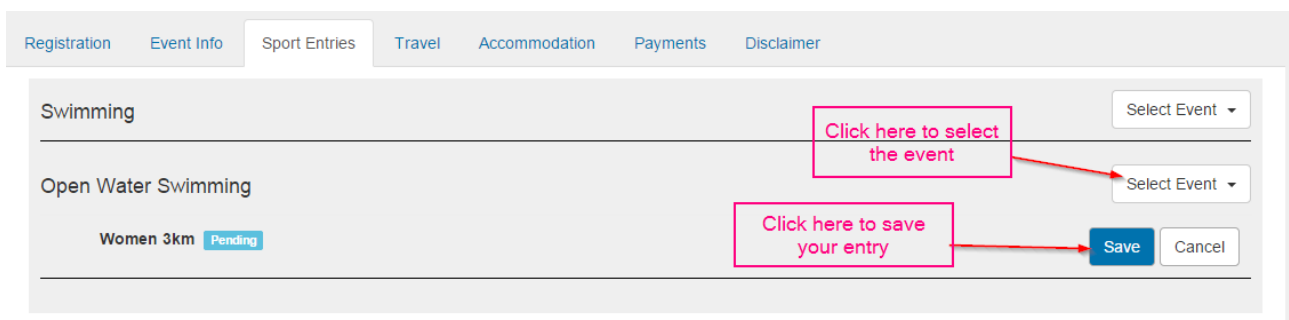 Registration Event Info Sport Entries Travel Accommodation Payments Disclaimer
Swimming
Select Event
Click here to select
the event
Open Water Swimming
Select Event
Click here to save
your entry
Women 3km Pending
Save Cancel